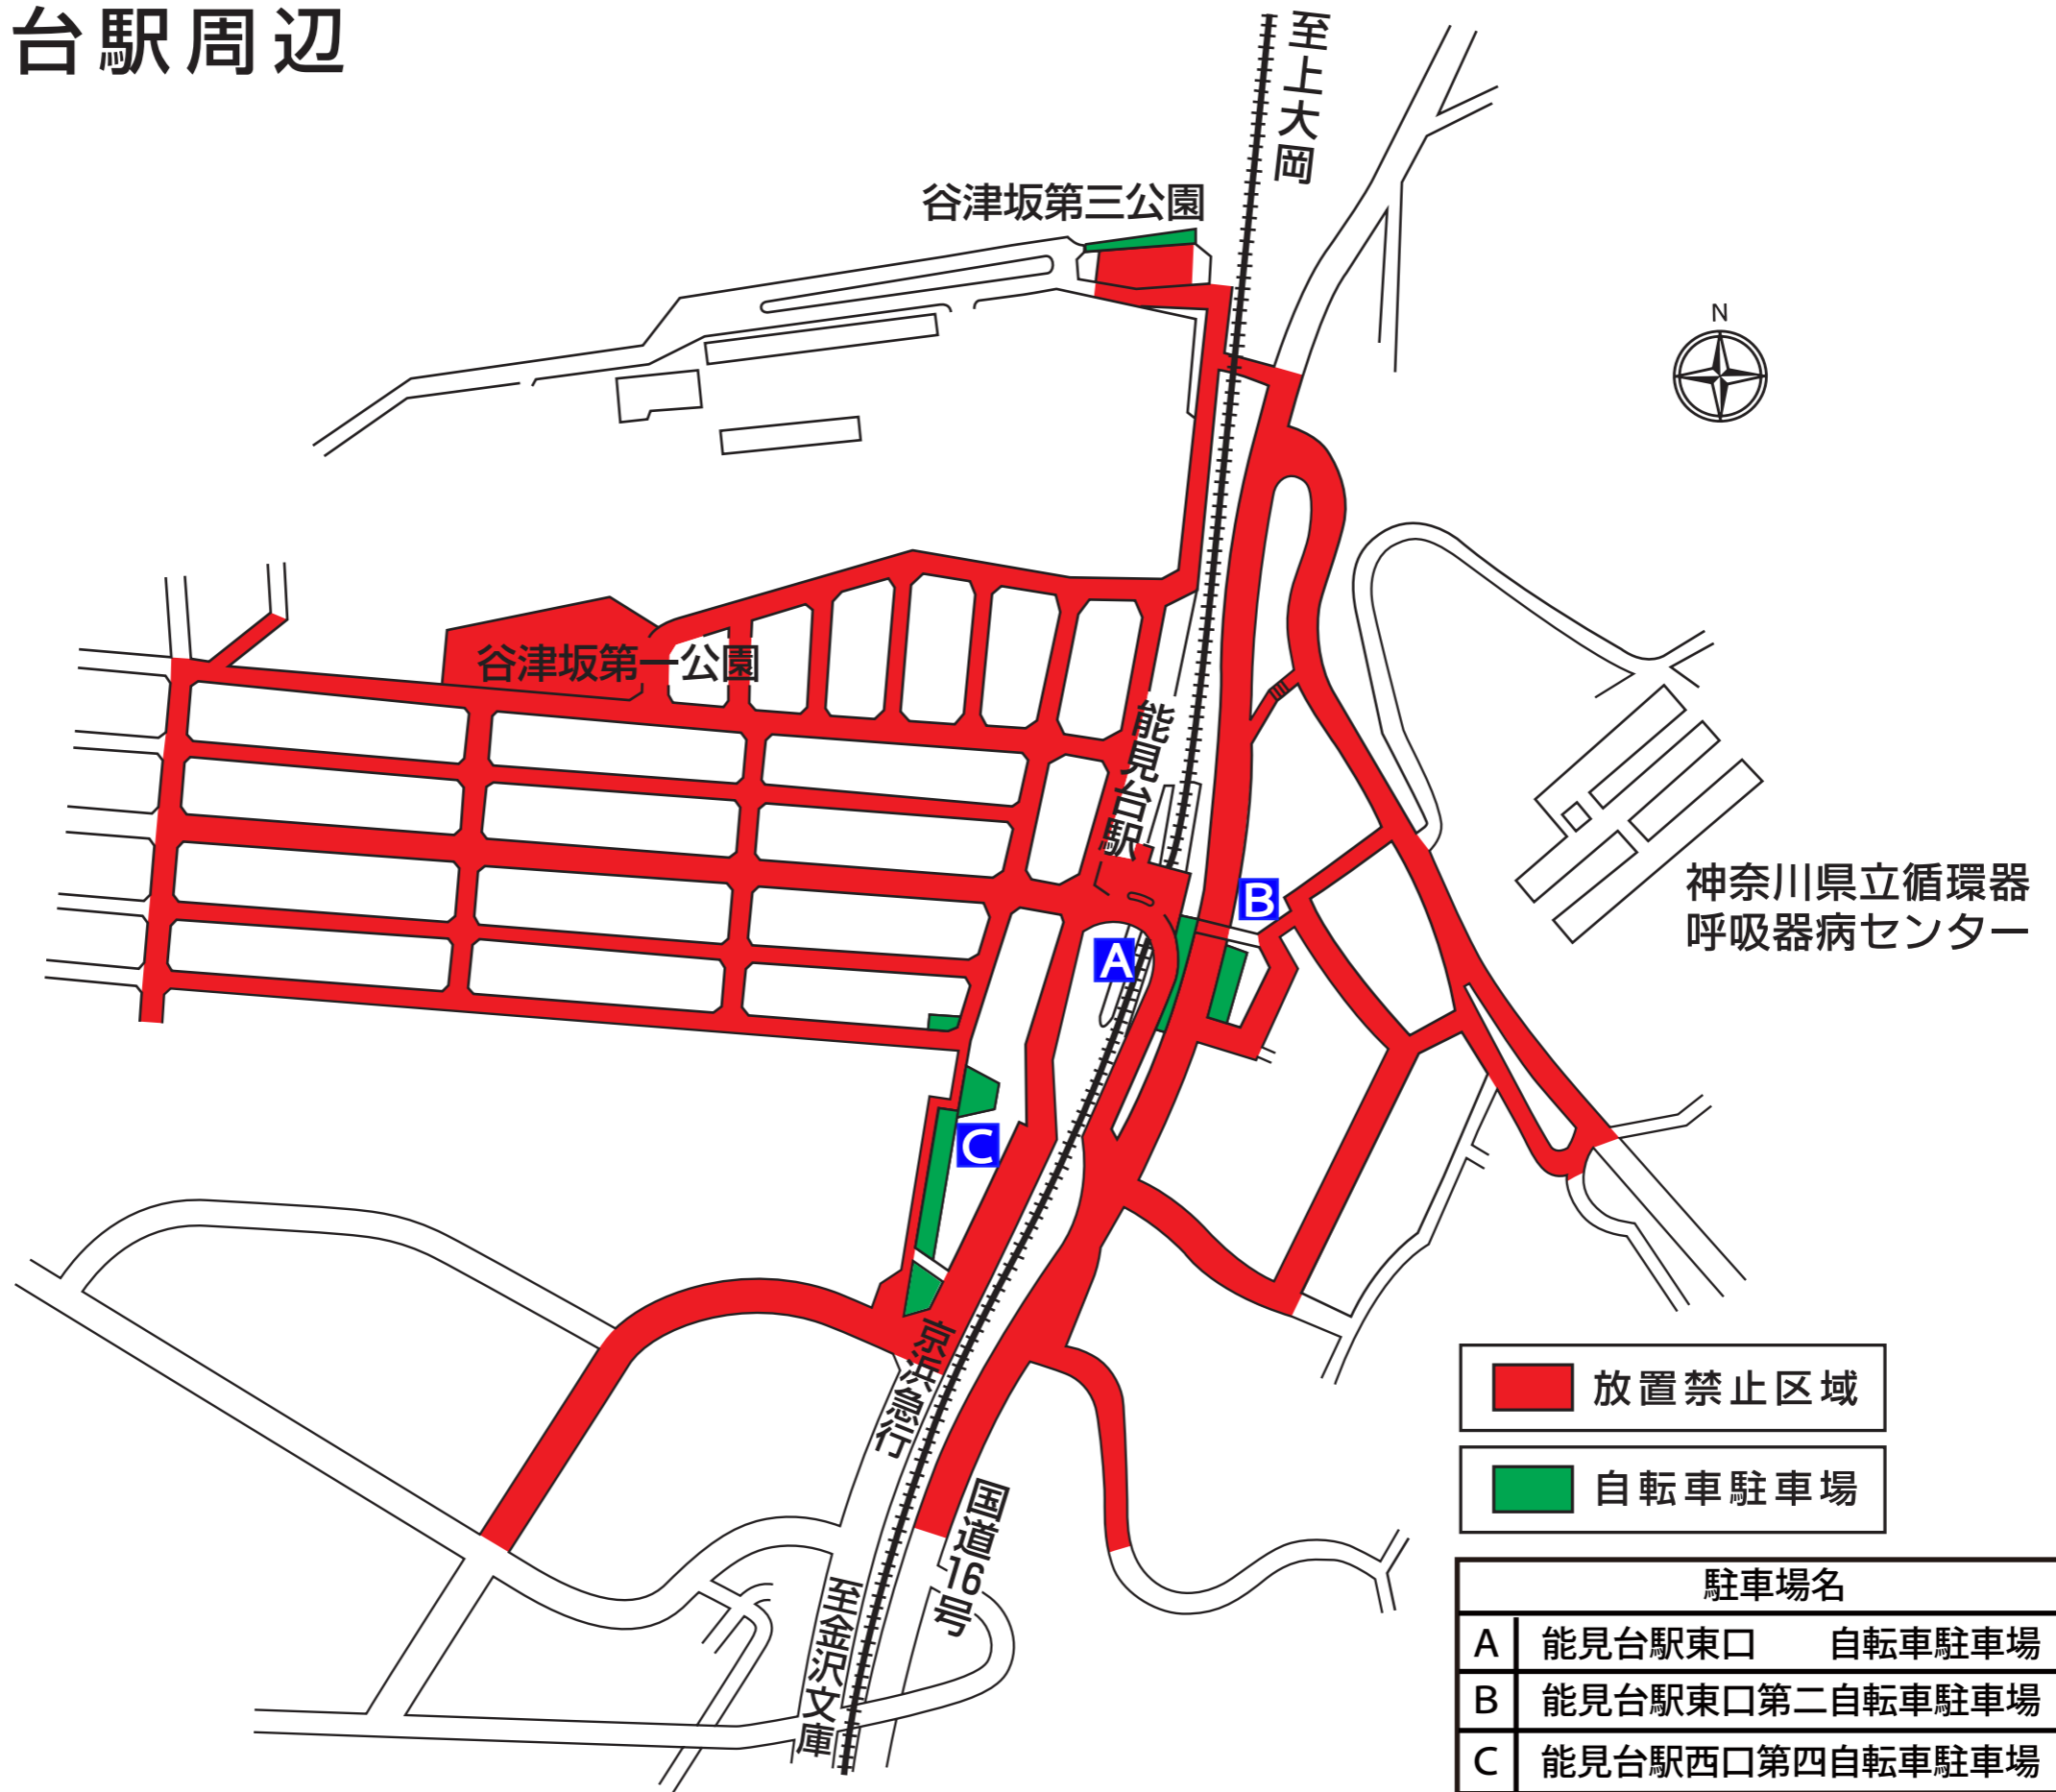 台駅周辺
至上大岡
谷津坂第三公園
N
谷津坂第一公園
能見台駅
神奈川県立循環器
呼吸器病センター
B
A
C
京浜急行
国道16号
至金沢文庫
放置禁止区域
自転車駐車場
駐車場名
A 能見台駅東口　　自転車駐車場
B 能見台駅東口第二自転車駐車場
C 能見台駅西口第四自転車駐車場